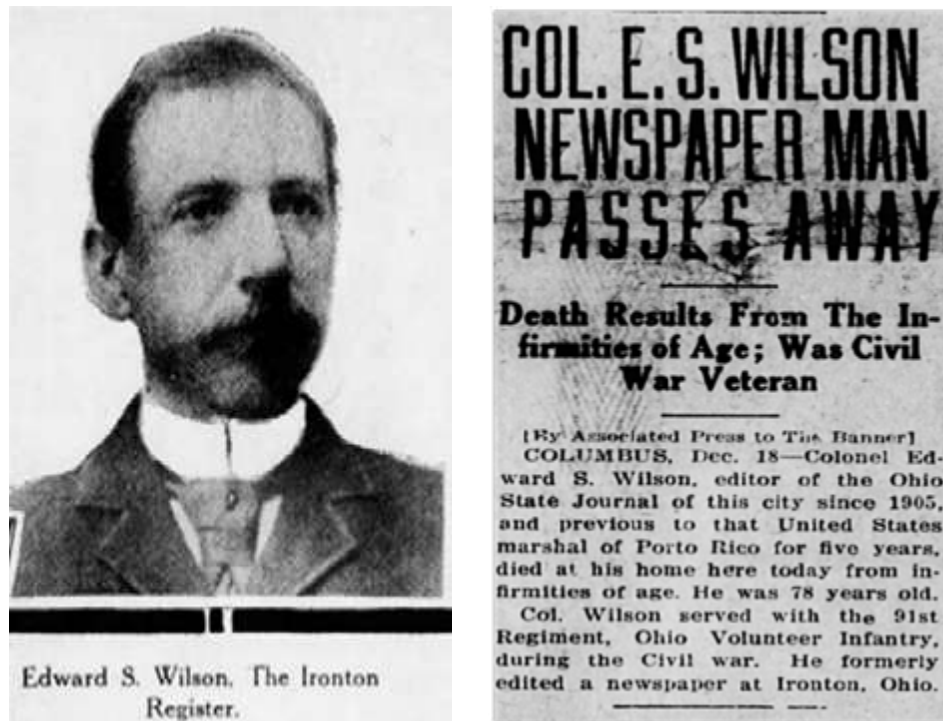 Edward S. Wilson. The Ironton
Register.
COL. E. S. WILSON
NEWSPAPER MAN
PASSES AWAY
Death Results From The In-
firmities of Age; Was Civil
War Veteran
[By Associated Press to The Banner]
COLUMBUS, Dec. 18—Colonel Ed-
ward S. Wilson, editor of the Ohio
State Journal of this city since 1905,
and previous to that United States
marshal of Porto Rico for five years,
died at his home here today from in-
firmities of age. He was 78 years old.
Col. Wilson served with the 91st
Regiment, Ohio Volunteer Infantry,
during the Civil war. He formerly
edited a newspaper at Ironton, Ohio.